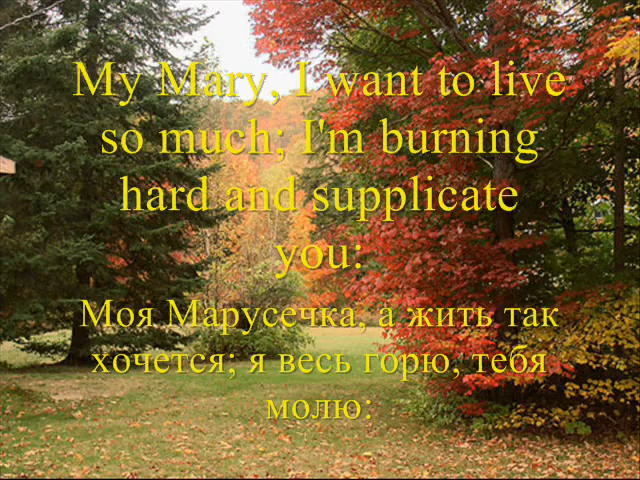 My Mary, I want to live
so much; I'm burning
hard and supplicate
you:
Моя Марусечка, а жить так
хочется; я весь горю, тебя
молю: